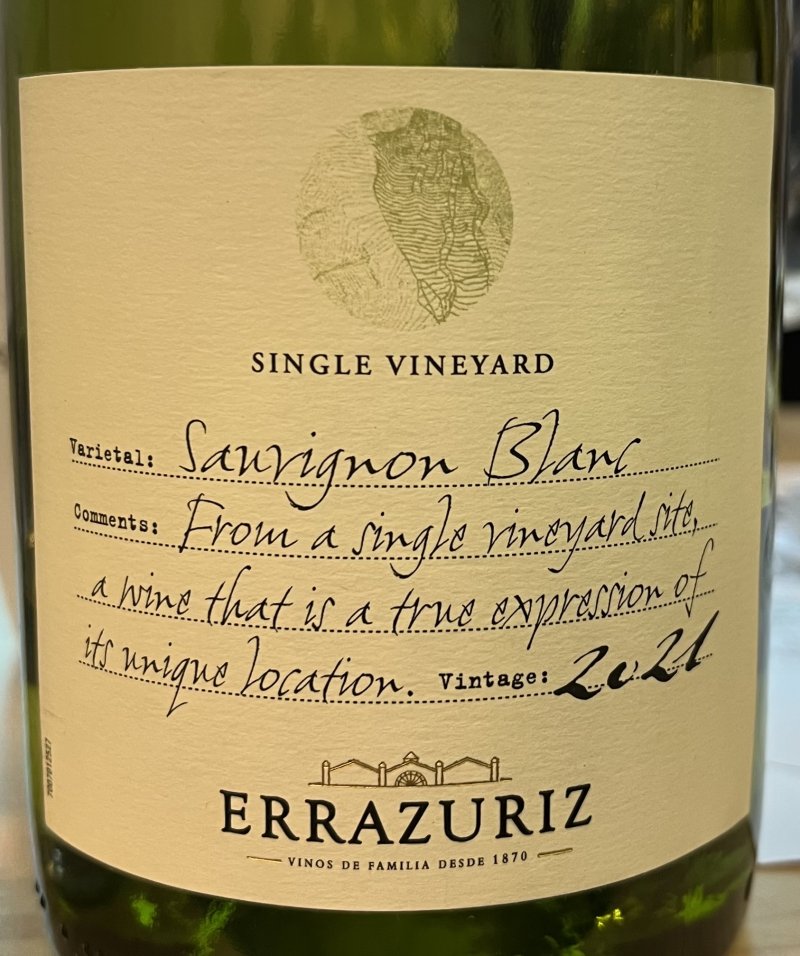 SINGLE VINEYARD
Varietal: Sauvignon Blanc
Comments: From a single vineyard site,
a wine that is a true expression of
its unique location. Vintage: 2021
ERRAZURIZ
VINOS DE FAMILIA DESDE 1870